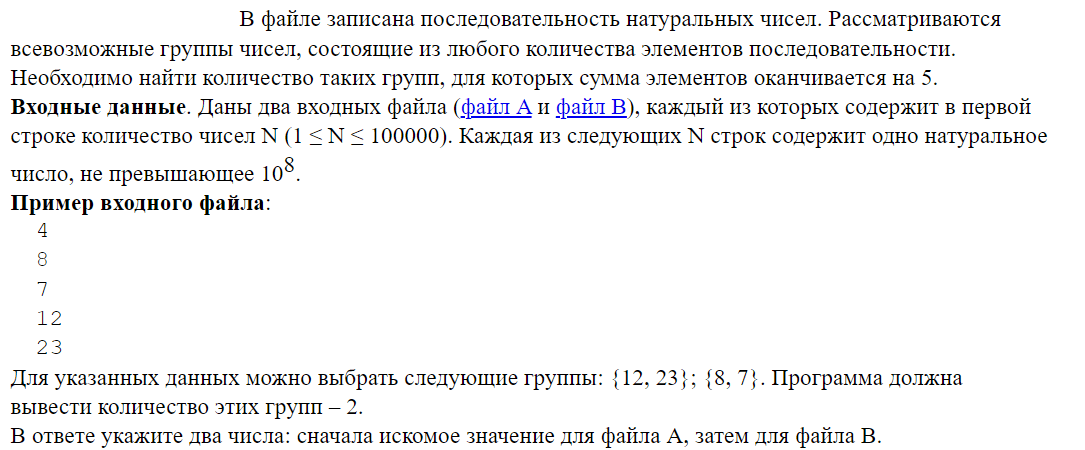 В файле записана последовательность натуральных чисел. Рассматриваются
всевозможные группы чисел, состоящие из любого количества элементов последовательности.
Необходимо найти количество таких групп, для которых сумма элементов оканчивается на 5.
Входные данные. Даны два входных файла (файл A и файл B), каждый из которых содержит в первой
строке количество чисел N (1 ≤ N ≤ 100000). Каждая из следующих N строк содержит одно натуральное
число, не превышающее 10⁸.
Пример входного файла:
4
8
7
12
23
Для указанных данных можно выбрать следующие группы: {12, 23}; {8, 7}. Программа должна
вывести количество этих групп – 2.
В ответе укажите два числа: сначала искомое значение для файла А, затем для файла B.